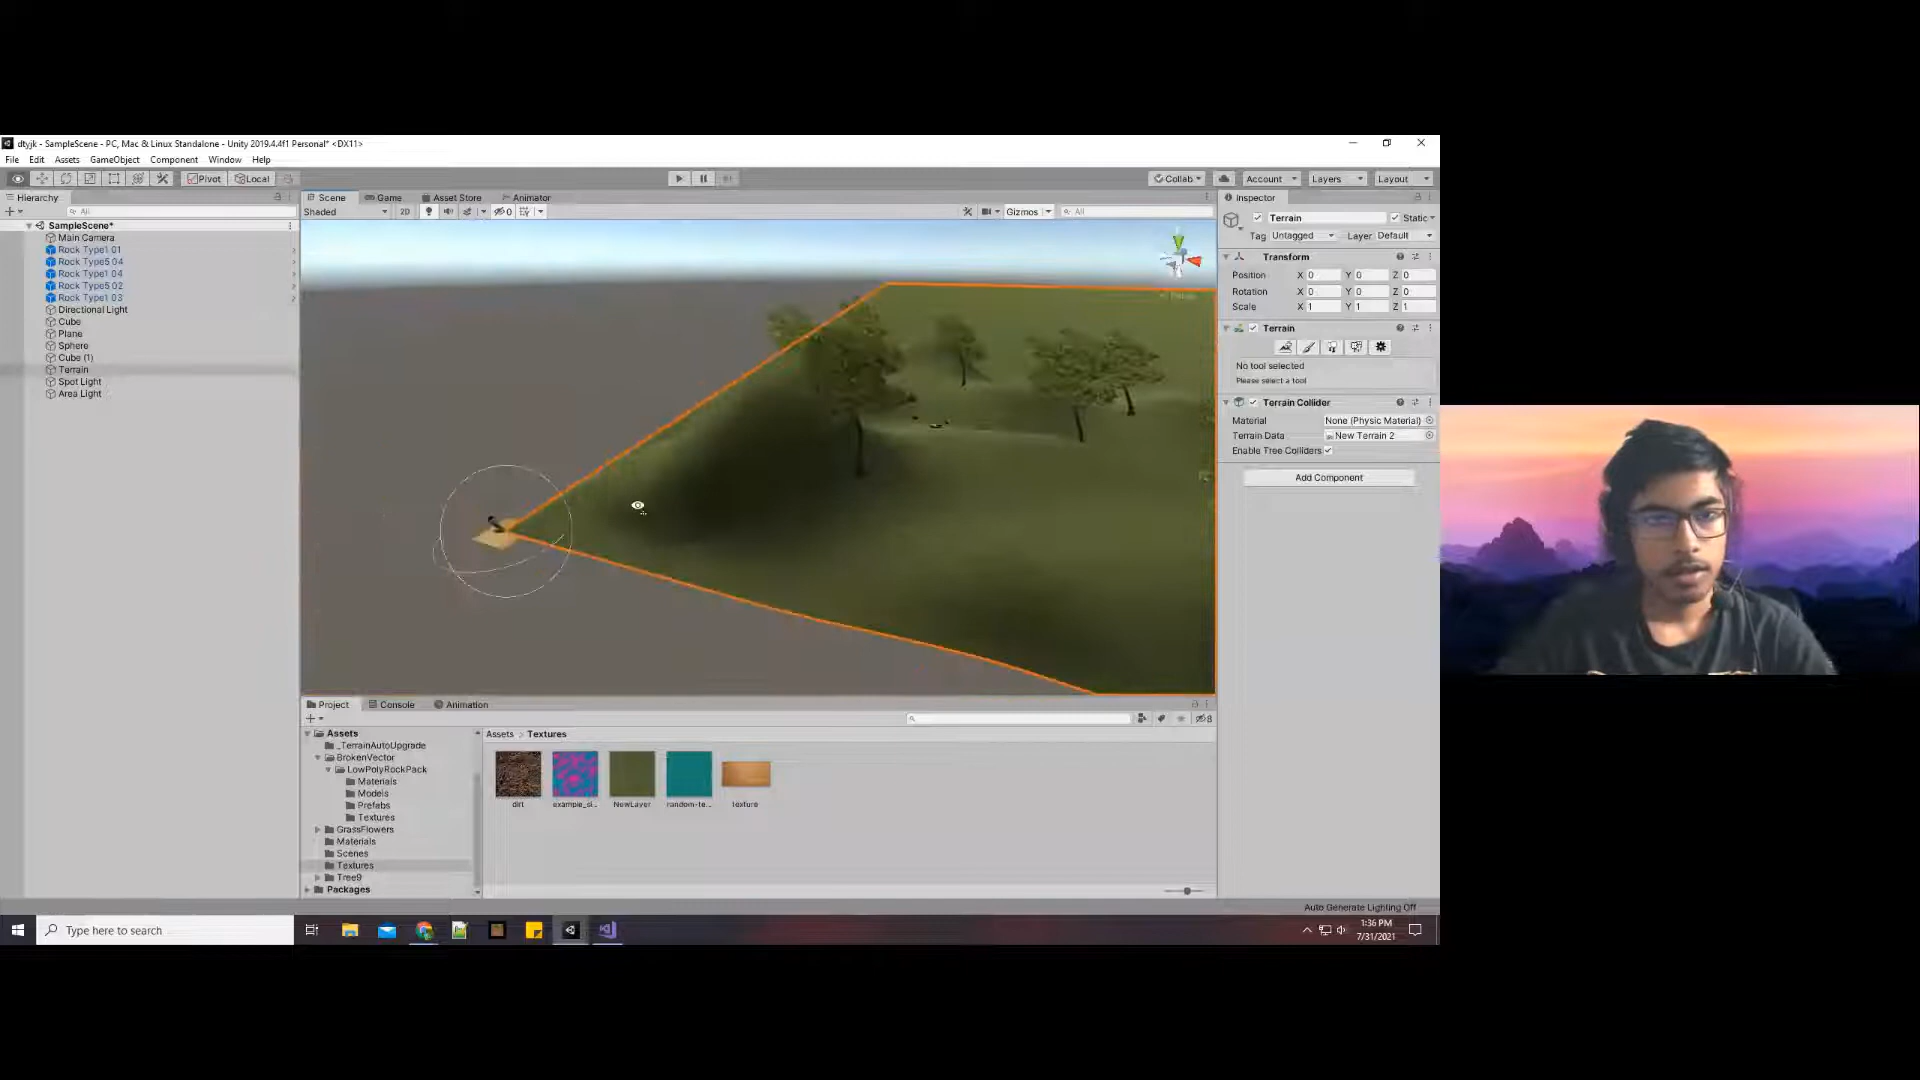 dtyjk - SampleScene - PC, Mac & Linux Standalone - Unity 2019.4.4f1 Personal* <DX11>
File Edit Assets GameObject Component Window Help
Pivot Local Collab Account Layers Layout
Hierarchy
All
SampleScene*
Main Camera
Rock Type1 01
Rock Type5 04
Rock Type1 04
Rock Type5 02
Rock Type1 03
Directional Light
Cube
Plane
Sphere
Cube (1)
Terrain
Spot Light
Area Light
Scene Game Asset Store Animator
Shaded 2D 0 Gizmos All
Inspector
Terrain Static
Tag Untagged Layer Default
Transform
Position X 0 Y 0 Z 0
Rotation X 0 Y 0 Z 0
Scale X 1 Y 1 Z 1
Terrain
No tool selected
Please select a tool
Terrain Collider
Material None (Physic Material)
Terrain Data New Terrain 2
Enable Tree Colliders
Add Component
Project Console Animation
8
Assets
_TerrainAutoUpgrade
BrokenVector
LowPolyRockPack
Materials
Models
Prefabs
Textures
GrassFlowers
Materials
Scenes
Textures
Tree9
Packages
Assets > Textures
dirt example_si... NewLayer random-te... texture
Auto Generate Lighting Off
Type here to search
1:36 PM
7/31/2021